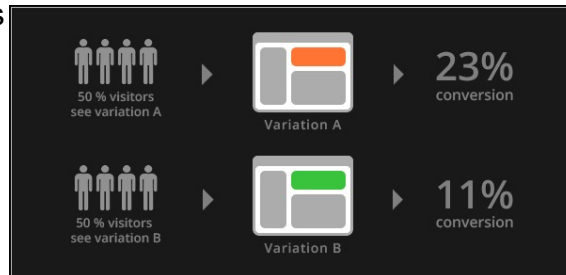 s
50 % visitors
see variation A
Variation A
23%
conversion
50 % visitors
see variation B
Variation B
11%
conversion